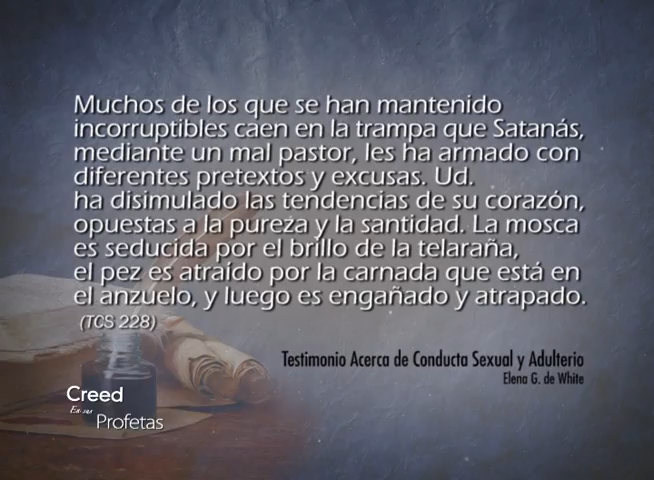 Muchos de los que se han mantenido
incorruptibles caen en la trampa que Satanás,
mediante un mal pastor, les ha armado con
diferentes pretextos y excusas. Ud.
ha disimulado las tendencias de su corazón,
opuestas a la pureza y la santidad. La mosca
es seducida por el brillo de la telaraña,
el pez es atraído por la carnada que está en
el anzuelo, y luego es engañado y atrapado.
(TCS 228)
Testimonio Acerca de Conducta Sexual y Adulterio
Elena G. de White
Creed
En sus
Profetas